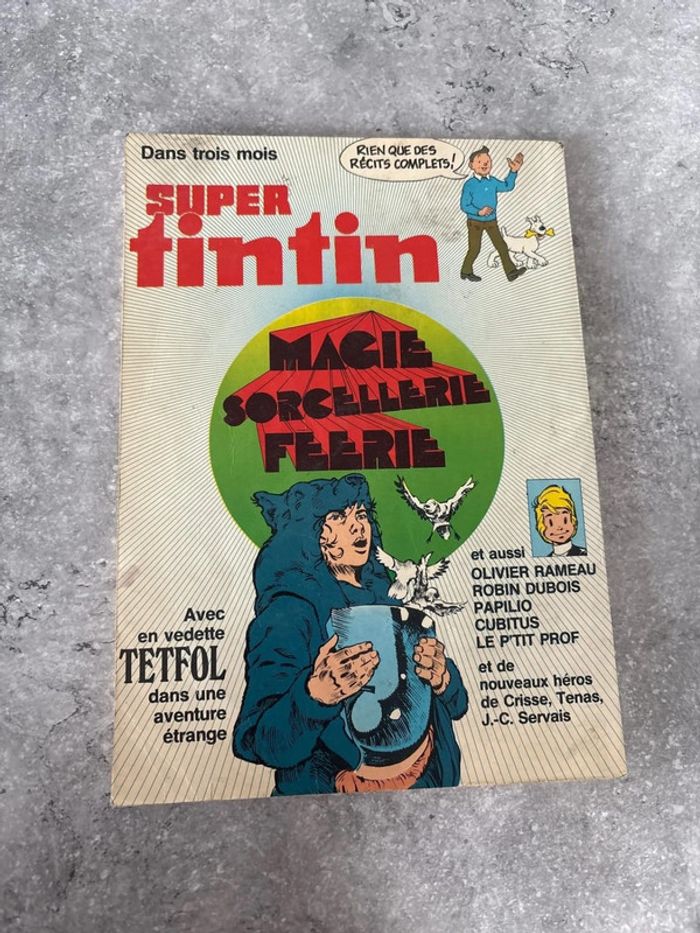 Dans trois mois
RIEN QUE DES
RÉCITS COMPLETS!
SUPER
tintin
MAGIE
SORCELLERIE
FÉERIE
et aussi
OLIVIER RAMEAU
ROBIN DUBOIS
PAPILIO
CUBITUS
LE P'TIT PROF
et de
nouveaux héros
de Crisse, Tenas,
J.-C. Servais
Avec
en vedette
TETFOL
dans une
aventure
étrange